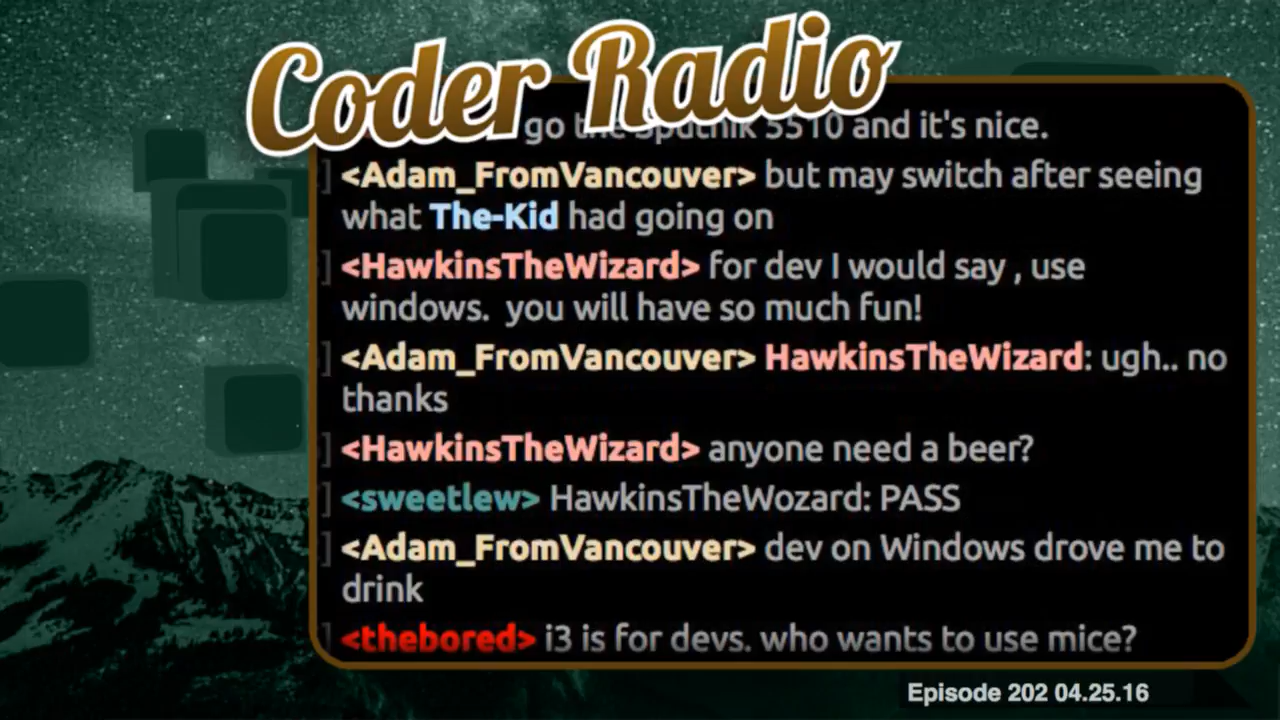 Coder Radio
go the Sputnik 5510 and it's nice.
] <Adam_FromVancouver> but may switch after seeing
what The-Kid had going on
] <HawkinsTheWizard> for dev I would say , use
windows.  you will have so much fun!
] <Adam_FromVancouver> HawkinsTheWizard: ugh.. no
thanks
] <HawkinsTheWizard> anyone need a beer?
] <sweetlew> HawkinsTheWozard: PASS
] <Adam_FromVancouver> dev on Windows drove me to
drink
] <thebored> i3 is for devs. who wants to use mice?
Episode 202 04.25.16